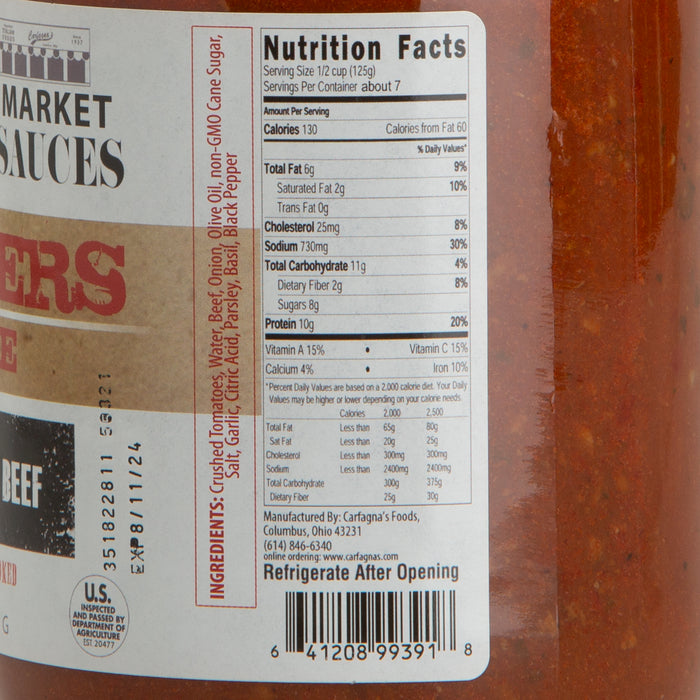 Carfagna's
MARKET
SAUCES
ERS
E
BEEF
OKED
G
351822811 58321
EXP8/11/24
U.S.
INSPECTED
AND PASSED BY
DEPARTMENT OF
AGRICULTURE
EST. 20477
INGREDIENTS: Crushed Tomatoes, Water, Beef, Onion, Olive Oil, non-GMO Cane Sugar,
Salt, Garlic, Citric Acid, Parsley, Basil, Black Pepper
Nutrition Facts
Serving Size 1/2 cup (125g)
Servings Per Container about 7
Amount Per Serving
Calories 130 Calories from Fat 60
% Daily Values*
Total Fat 6g 9%
Saturated Fat 2g 10%
Trans Fat 0g
Cholesterol 25mg 8%
Sodium 730mg 30%
Total Carbohydrate 11g 4%
Dietary Fiber 2g 8%
Sugars 8g
Protein 10g 20%
Vitamin A 15% • Vitamin C 15%
Calcium 4% • Iron 10%
*Percent Daily Values are based on a 2,000 calorie diet. Your Daily
Values may be higher or lower depending on your calorie needs.
Calories 2,000 2,500
Total Fat Less than 65g 80g
Sat Fat Less than 20g 25g
Cholesterol Less than 300mg 300mg
Sodium Less than 2400mg 2400mg
Total Carbohydrate 300g 375g
Dietary Fiber 25g 30g
Manufactured By: Carfagna's Foods,
Columbus, Ohio 43231
(614) 846-6340
online ordering: www.carfagnas.com
Refrigerate After Opening
6 41208 99391 8